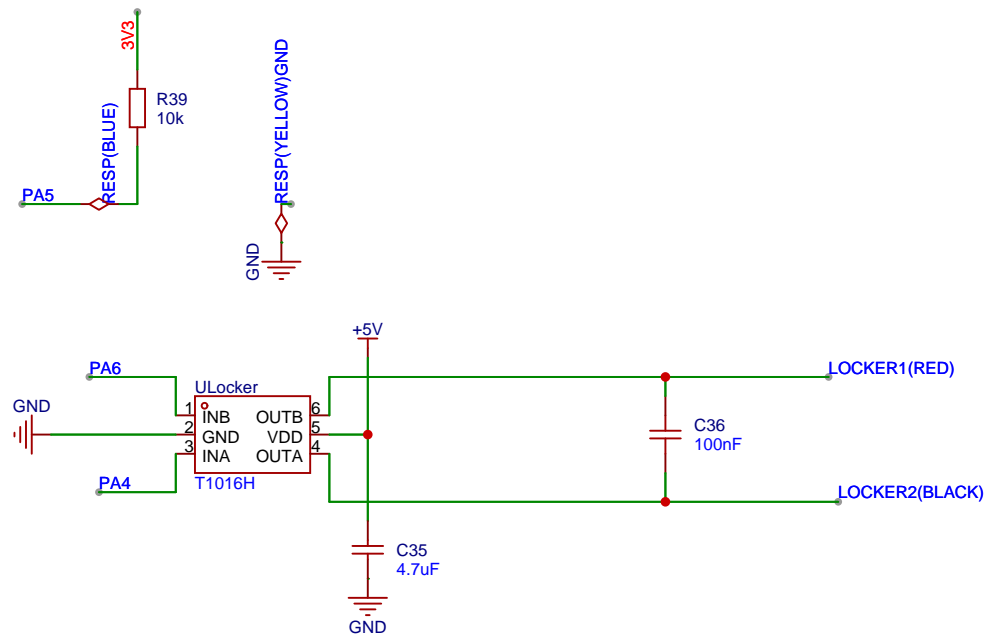 3V3
R39
10k
RESP(BLUE)
PA5
RESP(YELLOW)GND
GND
+5V
PA6
LOCKER1(RED)
ULocker
GND
1
INB
OUTB
6
2
GND
VDD
5
3
INA
OUTA
4
T1016H
PA4
C36
100nF
LOCKER2(BLACK)
C35
4.7uF
GND